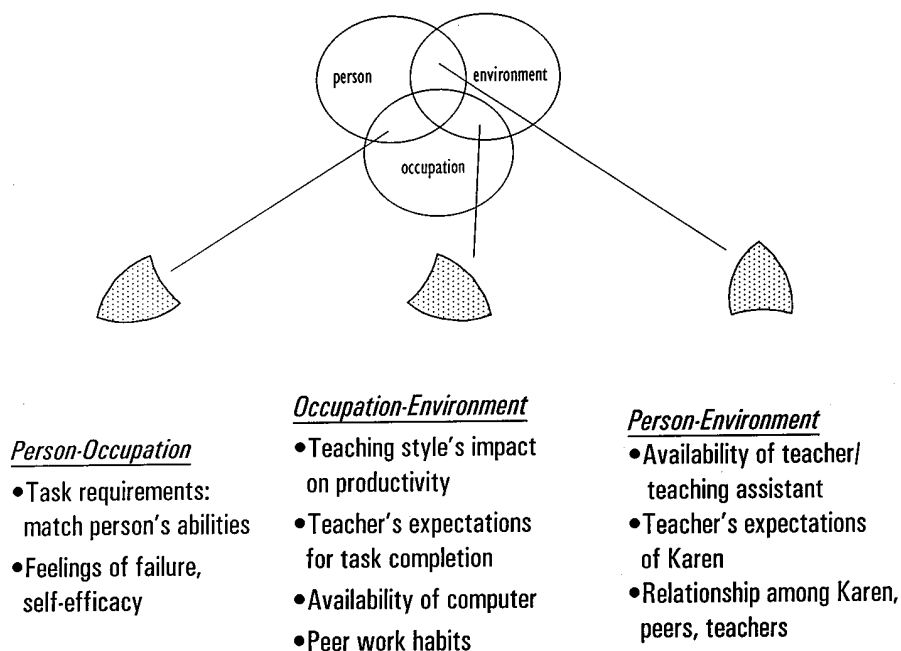 person
environment
occupation
Person-Occupation
•Task requirements:
match person's abilities
•Feelings of failure,
self-efficacy
Occupation-Environment
•Teaching style's impact
on productivity
•Teacher's expectations
for task completion
•Availability of computer
•Peer work habits
Person-Environment
•Availability of teacher/
teaching assistant
•Teacher's expectations
of Karen
•Relationship among Karen,
peers, teachers